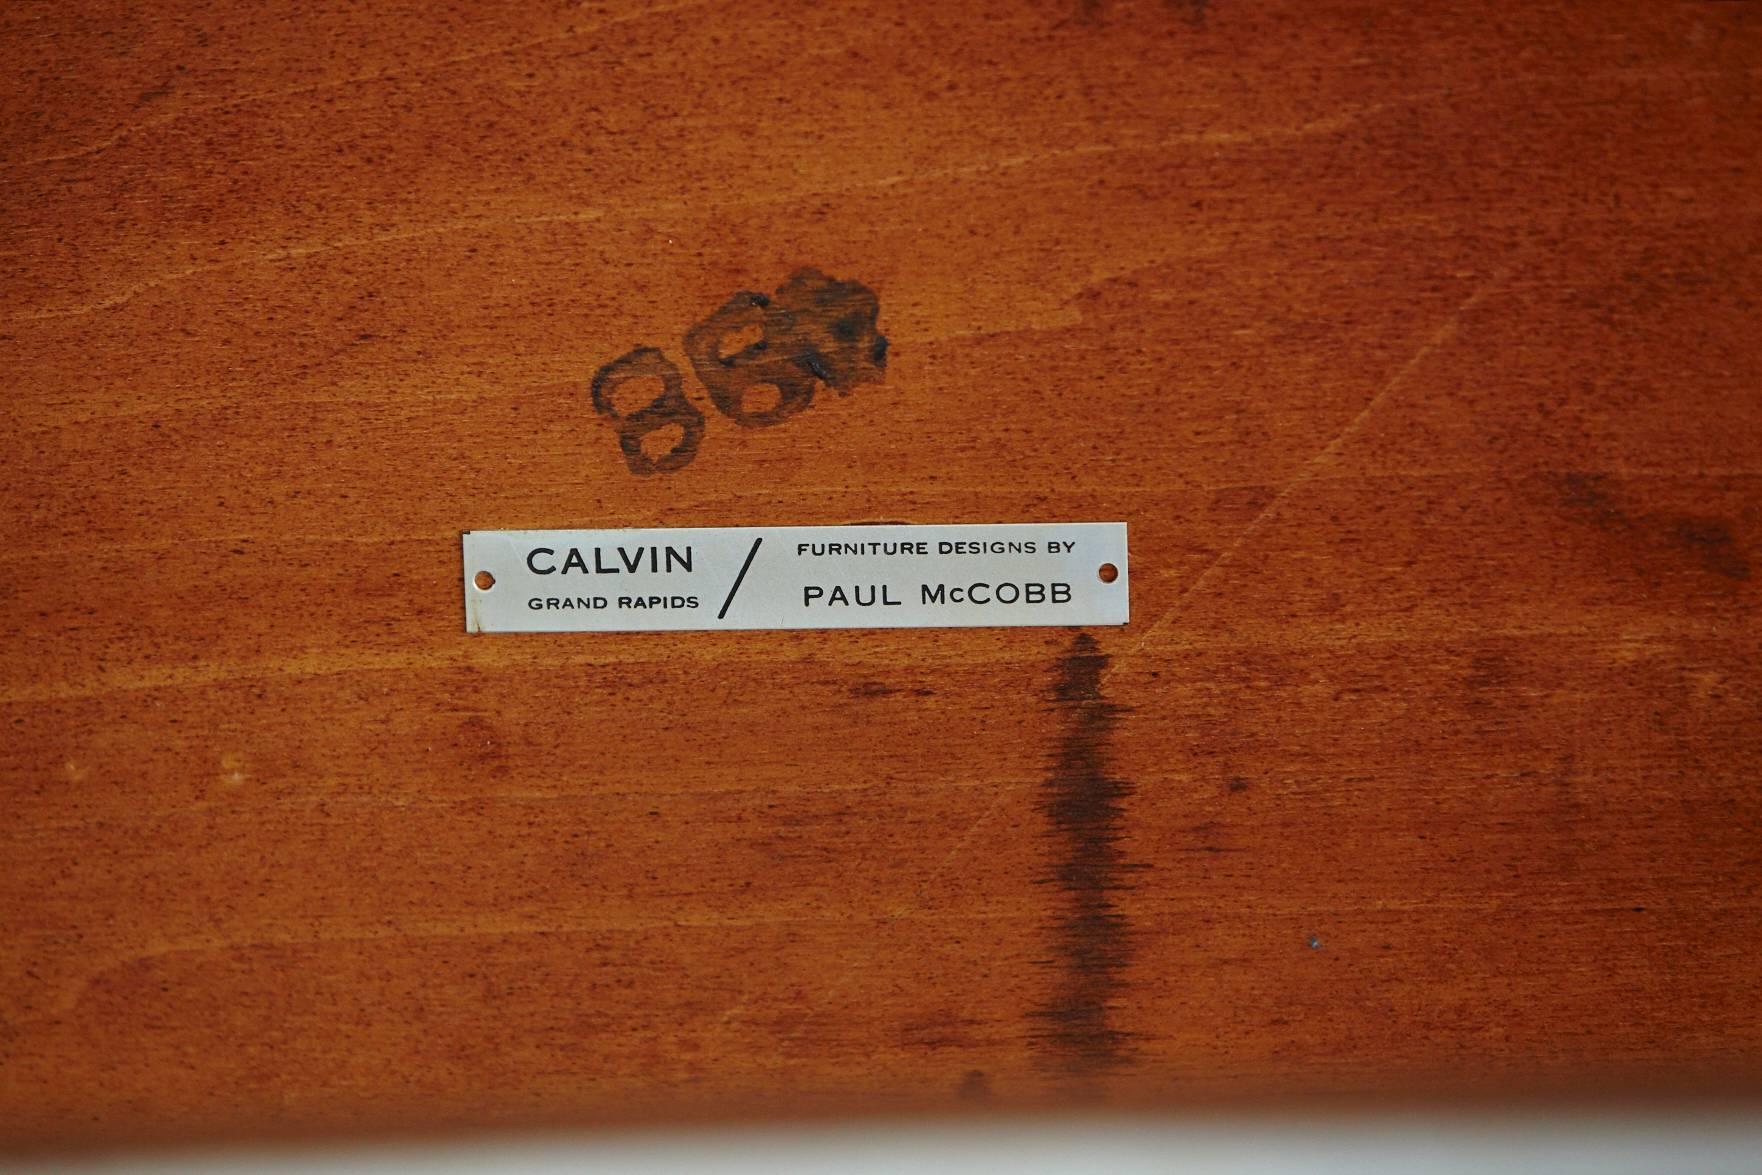 CALVIN / FURNITURE DESIGNS BY
GRAND RAPIDS PAUL McCOBB